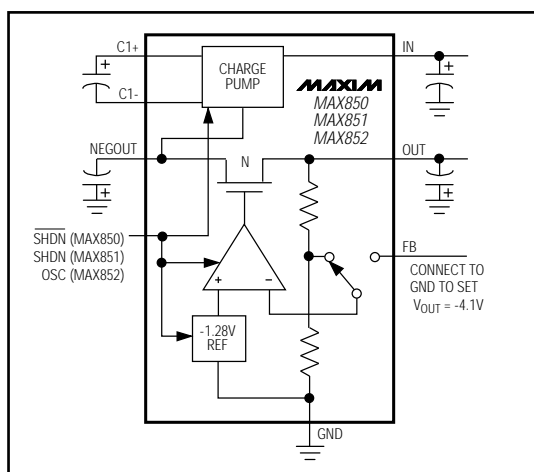 C1+
IN
+
+
CHARGE
PUMP
MAXIM
MAX850
MAX851
MAX852
C1-
NEGOUT
N
OUT
+
+
SHDN (MAX850)
SHDN (MAX851)
OSC (MAX852)
FB
CONNECT TO
GND TO SET
VOUT = -4.1V
+
-
-1.28V
REF
GND